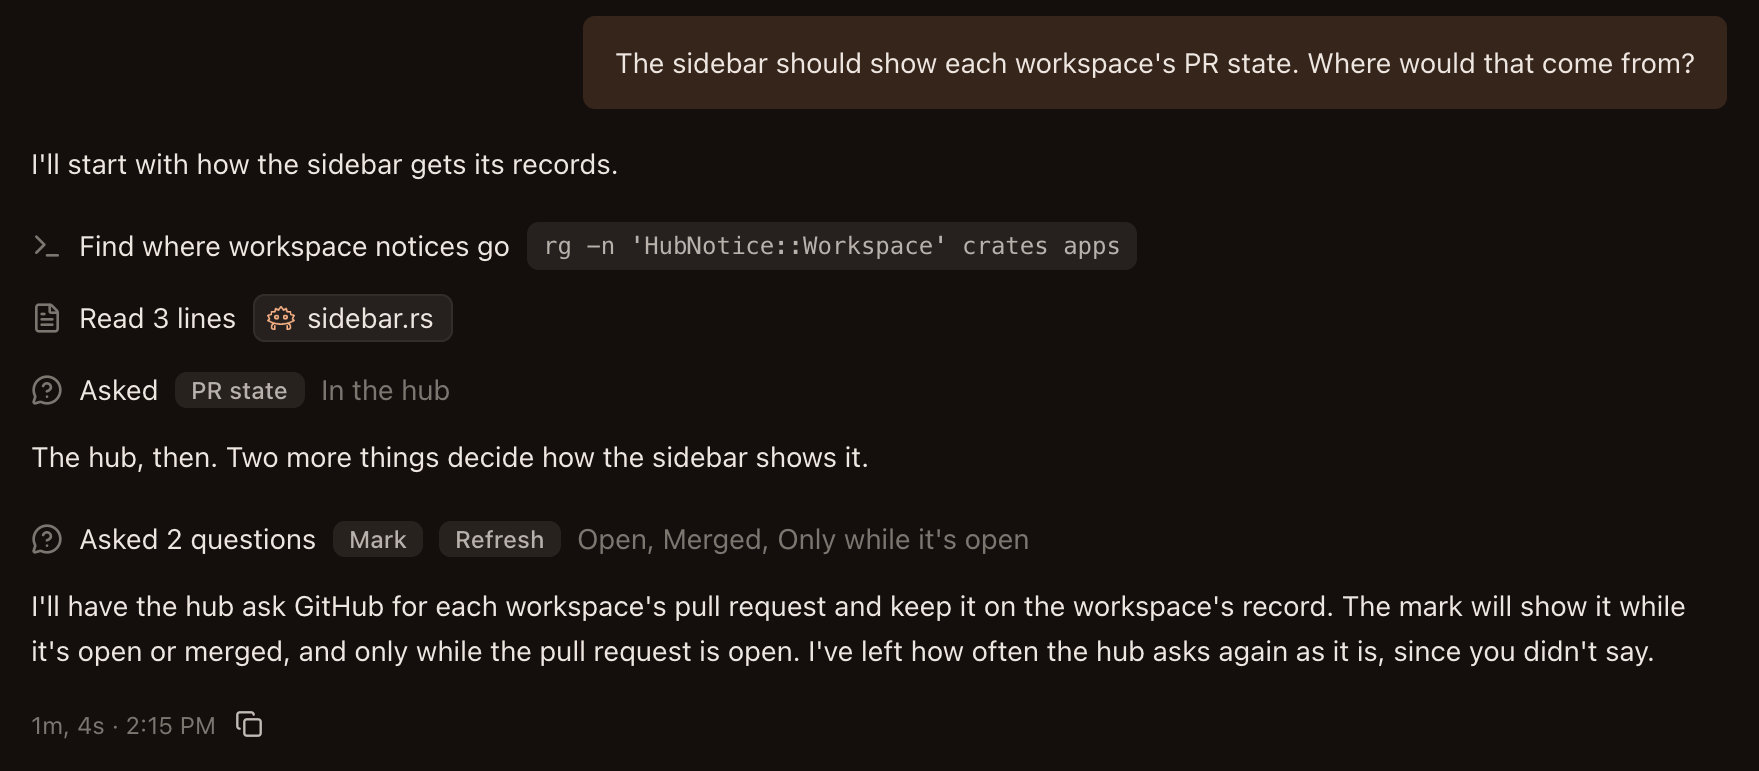 The sidebar should show each workspace's PR state. Where would that come from?
I'll start with how the sidebar gets its records.
Find where workspace notices go rg -n 'HubNotice::Workspace' crates apps
Read 3 lines sidebar.rs
Asked PR state In the hub
The hub, then. Two more things decide how the sidebar shows it.
Asked 2 questions Mark Refresh Open, Merged, Only while it's open
I'll have the hub ask GitHub for each workspace's pull request and keep it on the workspace's record. The mark will show it while
it's open or merged, and only while the pull request is open. I've left how often the hub asks again as it is, since you didn't say.
1m, 4s · 2:15 PM